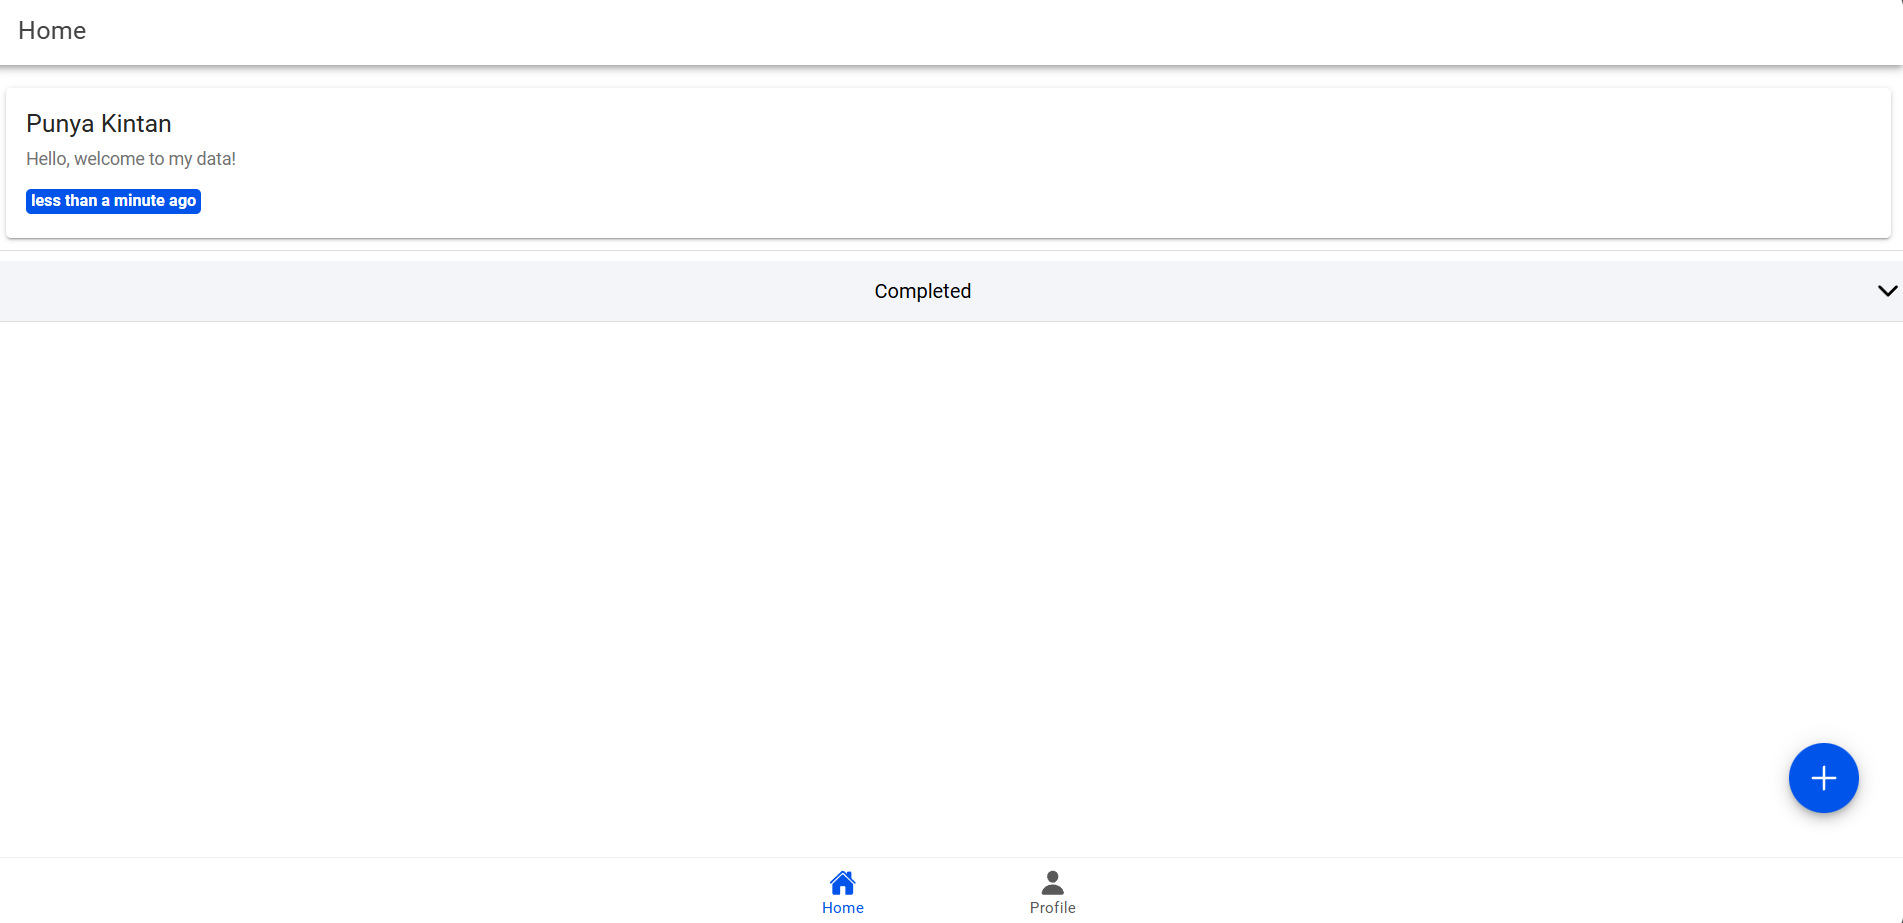 Home
Punya Kintan
Hello, welcome to my data!
less than a minute ago
Completed
Home
Profile